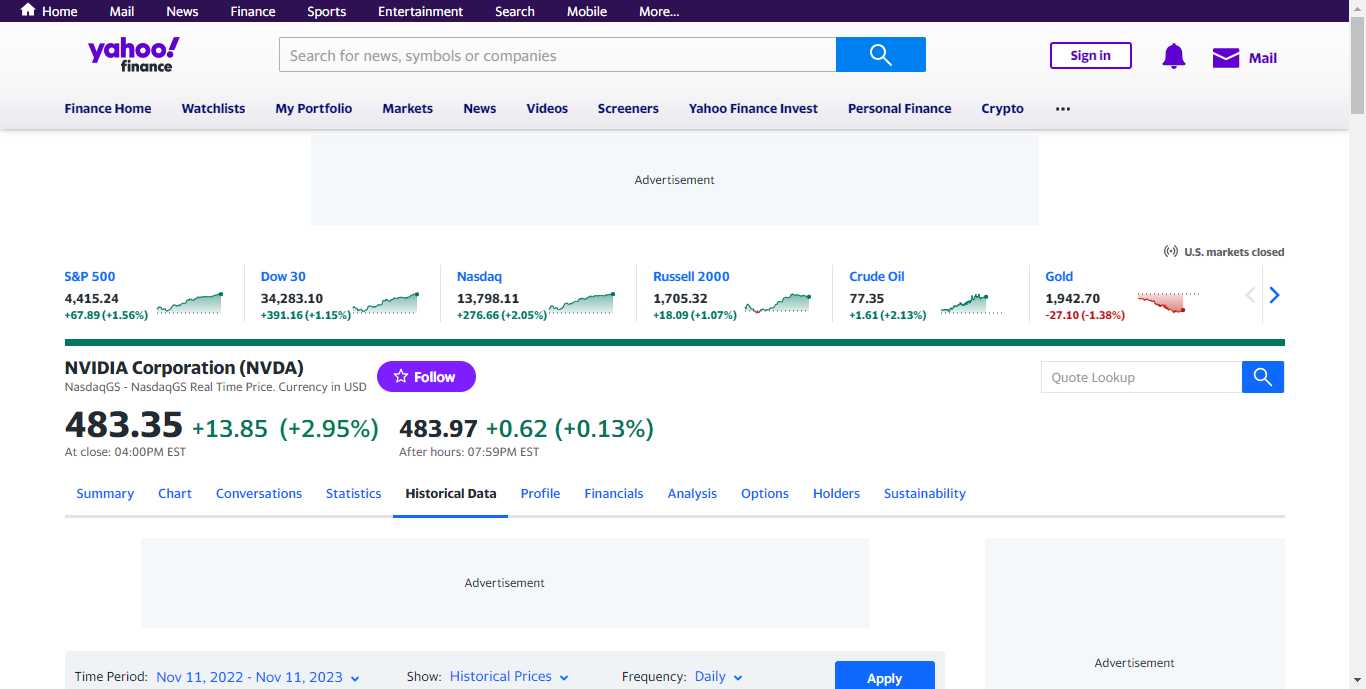 Home Mail News Finance Sports Entertainment Search Mobile More...
yahoo! finance
Search for news, symbols or companies
Sign in
Mail
Finance Home Watchlists My Portfolio Markets News Videos Screeners Yahoo Finance Invest Personal Finance Crypto ...
Advertisement
U.S. markets closed
S&P 500
4,415.24
+67.89 (+1.56%)
Dow 30
34,283.10
+391.16 (+1.15%)
Nasdaq
13,798.11
+276.66 (+2.05%)
Russell 2000
1,705.32
+18.09 (+1.07%)
Crude Oil
77.35
+1.61 (+2.13%)
Gold
1,942.70
-27.10 (-1.38%)
NVIDIA Corporation (NVDA)
NasdaqGS - NasdaqGS Real Time Price. Currency in USD
Follow
Quote Lookup
483.35 +13.85 (+2.95%)
At close: 04:00PM EST
483.97 +0.62 (+0.13%)
After hours: 07:59PM EST
Summary Chart Conversations Statistics Historical Data Profile Financials Analysis Options Holders Sustainability
Advertisement
Advertisement
Time Period: Nov 11, 2022 - Nov 11, 2023 Show: Historical Prices Frequency: Daily Apply